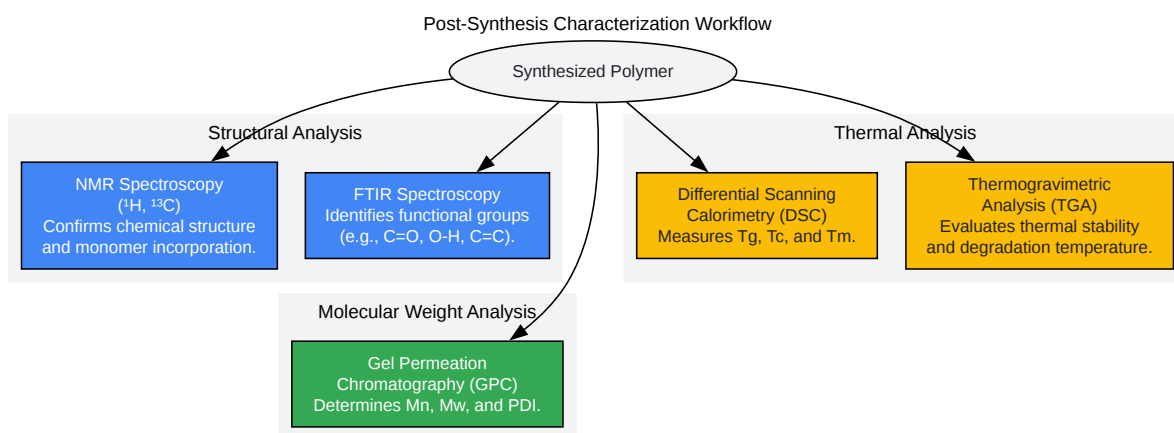 Post-Synthesis Characterization Workflow
Synthesized Polymer
Structural Analysis
NMR Spectroscopy
(¹H, ¹³C)
Confirms chemical structure
and monomer incorporation.
FTIR Spectroscopy
Identifies functional groups
(e.g., C=O, O-H, C=C).
Thermal Analysis
Differential Scanning
Calorimetry (DSC)
Measures Tg, Tc, and Tm.
Thermogravimetric
Analysis (TGA)
Evaluates thermal stability
and degradation temperature.
Molecular Weight Analysis
Gel Permeation
Chromatography (GPC)
Determines Mn, Mw, and PDI.